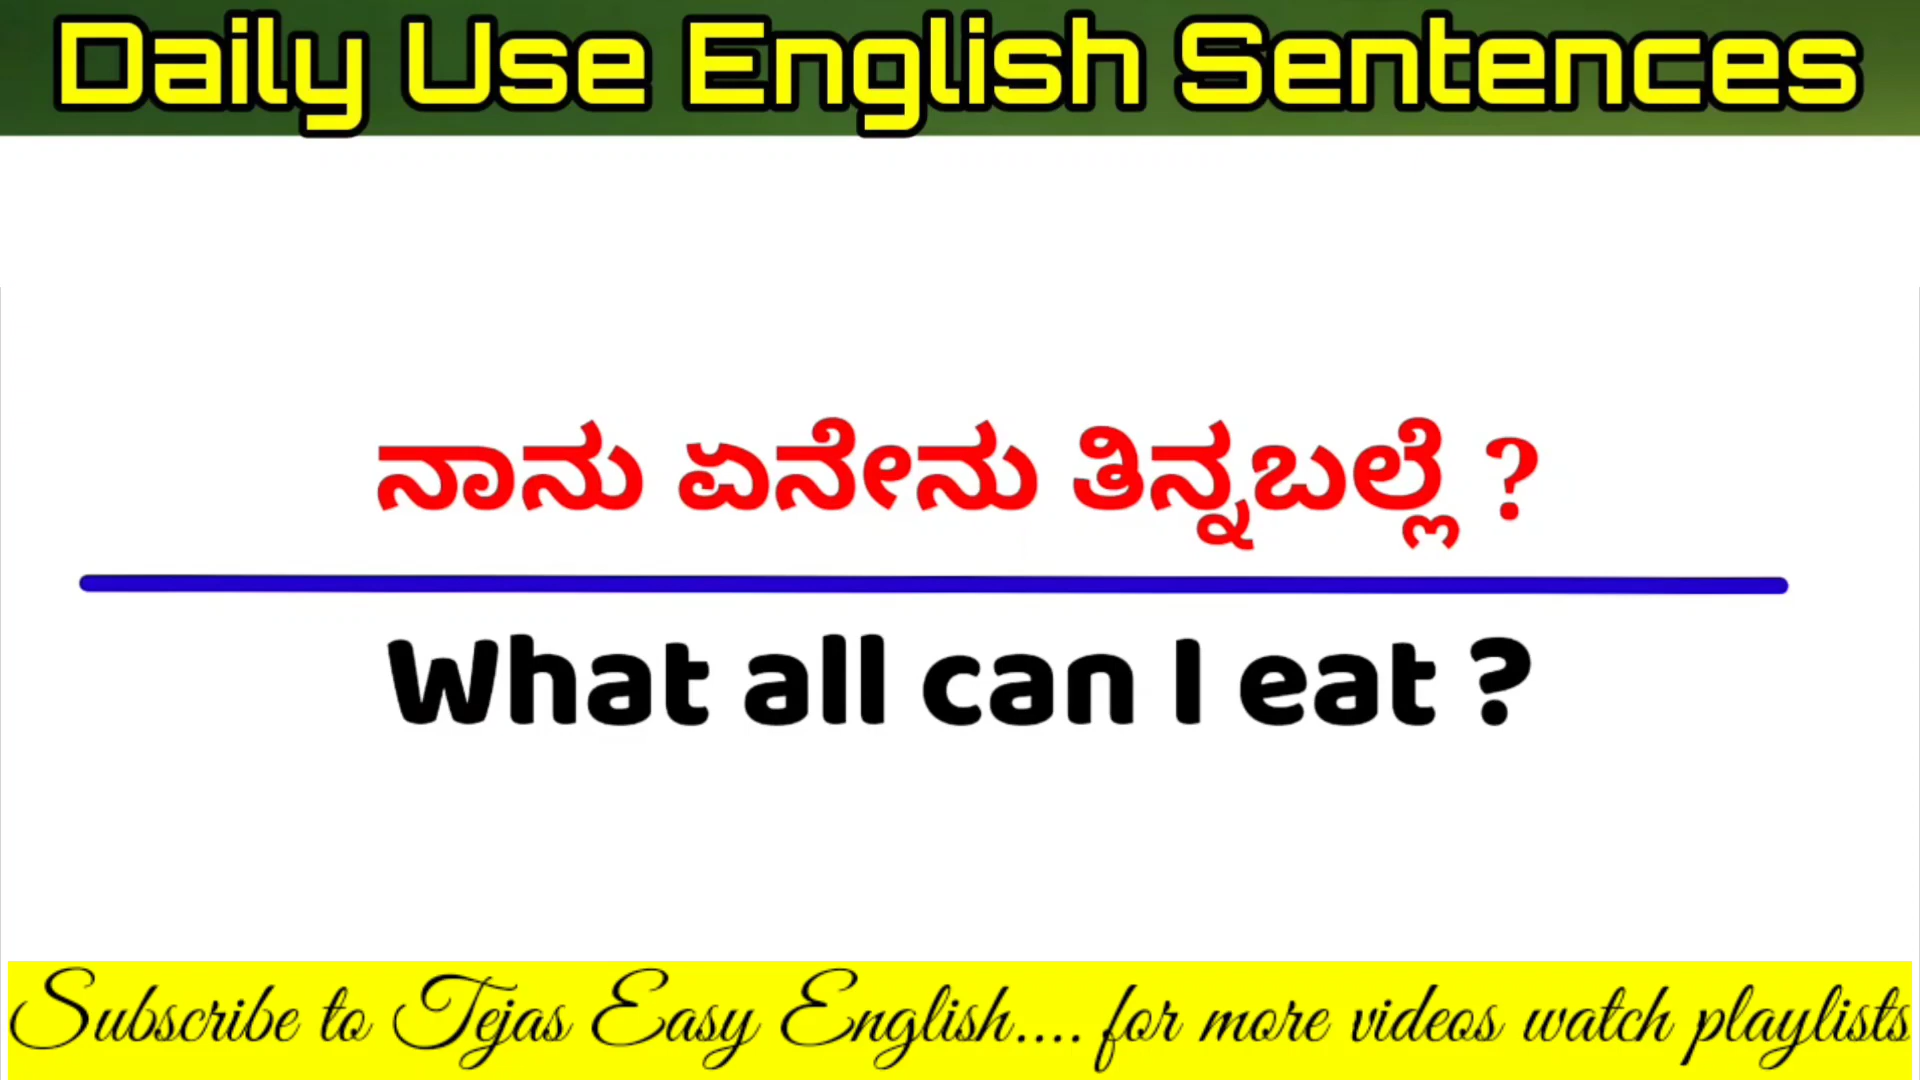 Daily Use English Sentences
ನಾನು ಏನೇನು ತಿನ್ನಬಲ್ಲೆ ?
What all can I eat ?
Subscribe to Tejas Easy English.... for more videos watch playlists